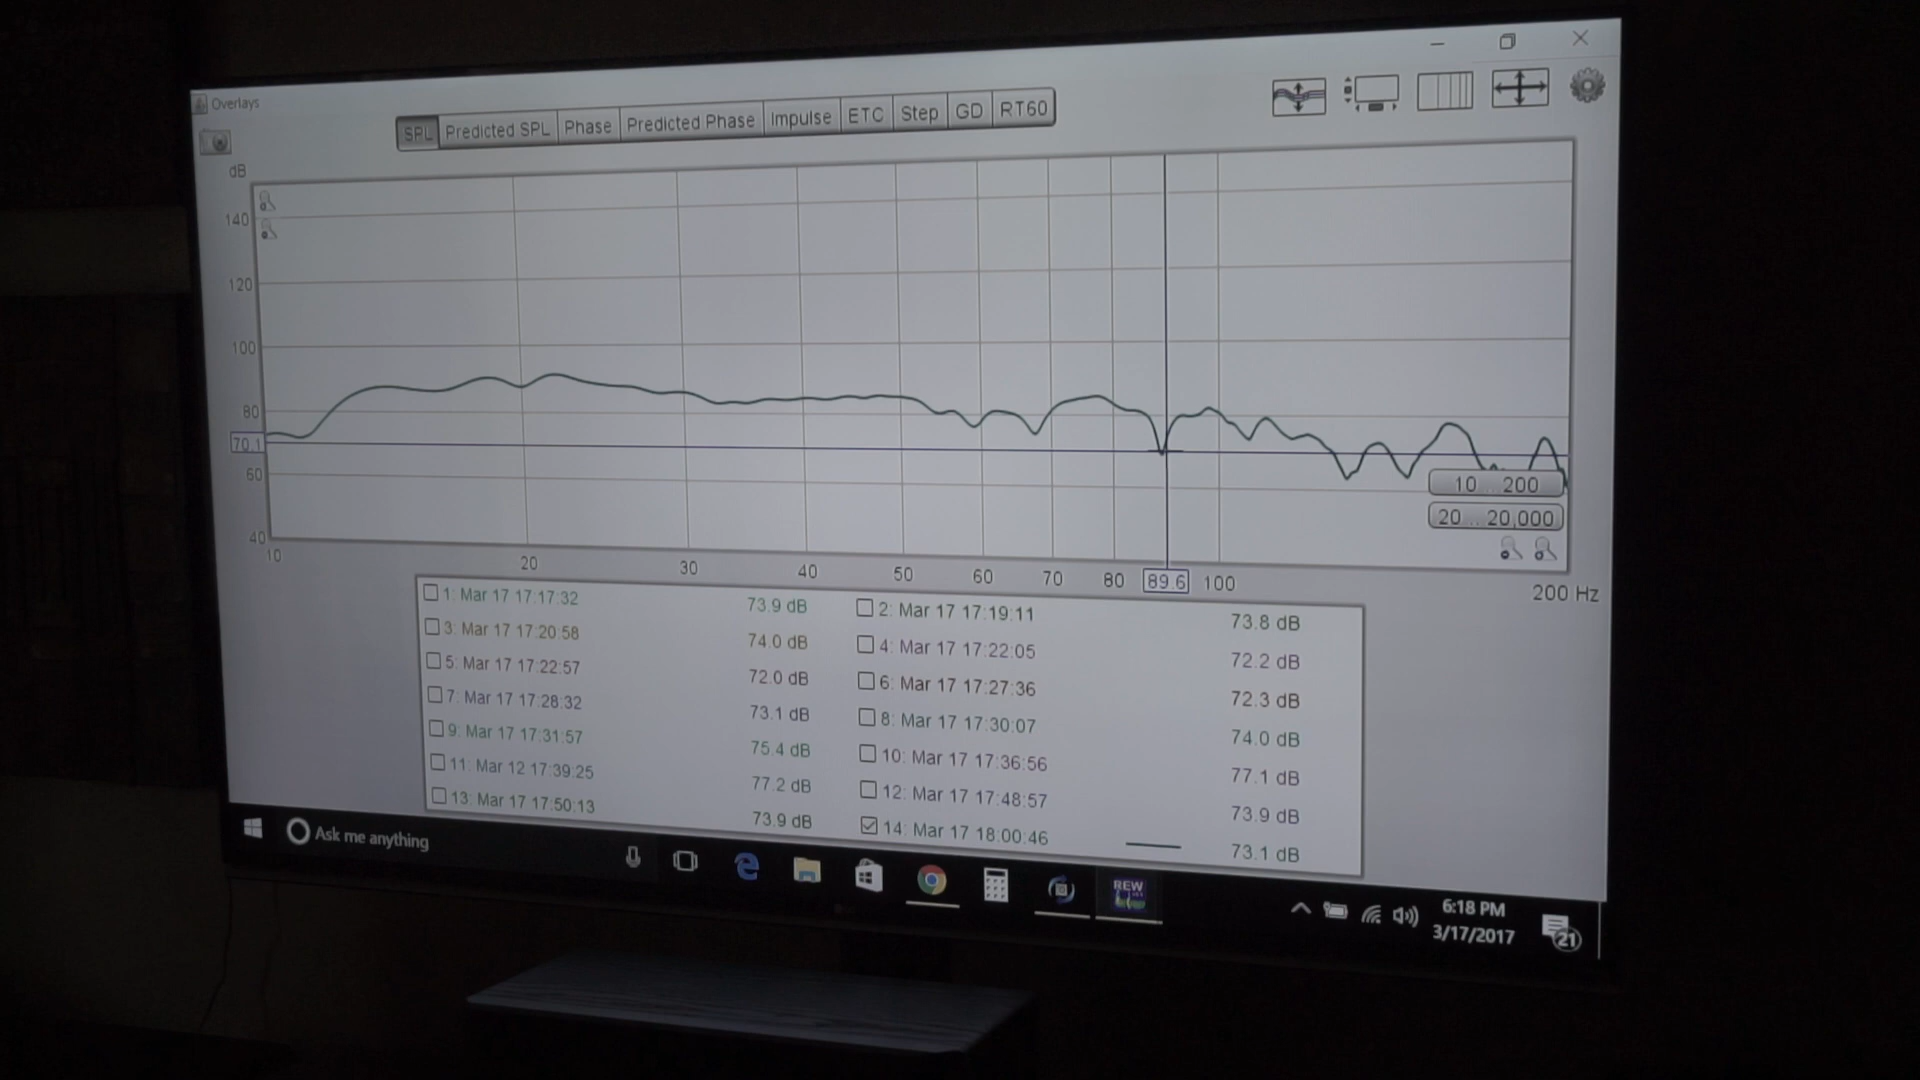 Overlays
SPL Predicted SPL Phase Predicted Phase Impulse ETC Step GD RT60
dB
140
120
100
80
70.1
60
40
10 20 30 40 50 60 70 80 89.6 100 200 Hz
10 ... 200
20 ... 20,000
1: Mar 17 17:17:32 73.9 dB 2: Mar 17 17:19:11 73.8 dB
3: Mar 17 17:20:58 74.0 dB 4: Mar 17 17:22:05 72.2 dB
5: Mar 17 17:22:57 72.0 dB 6: Mar 17 17:27:36 72.3 dB
7: Mar 17 17:28:32 73.1 dB 8: Mar 17 17:30:07 74.0 dB
9: Mar 17 17:31:57 75.4 dB 10: Mar 17 17:36:56 77.1 dB
11: Mar 12 17:39:25 77.2 dB 12: Mar 17 17:48:57 73.9 dB
13: Mar 17 17:50:13 73.9 dB 14: Mar 17 18:00:46 73.1 dB
Ask me anything
REW
6:18 PM
3/17/2017
21